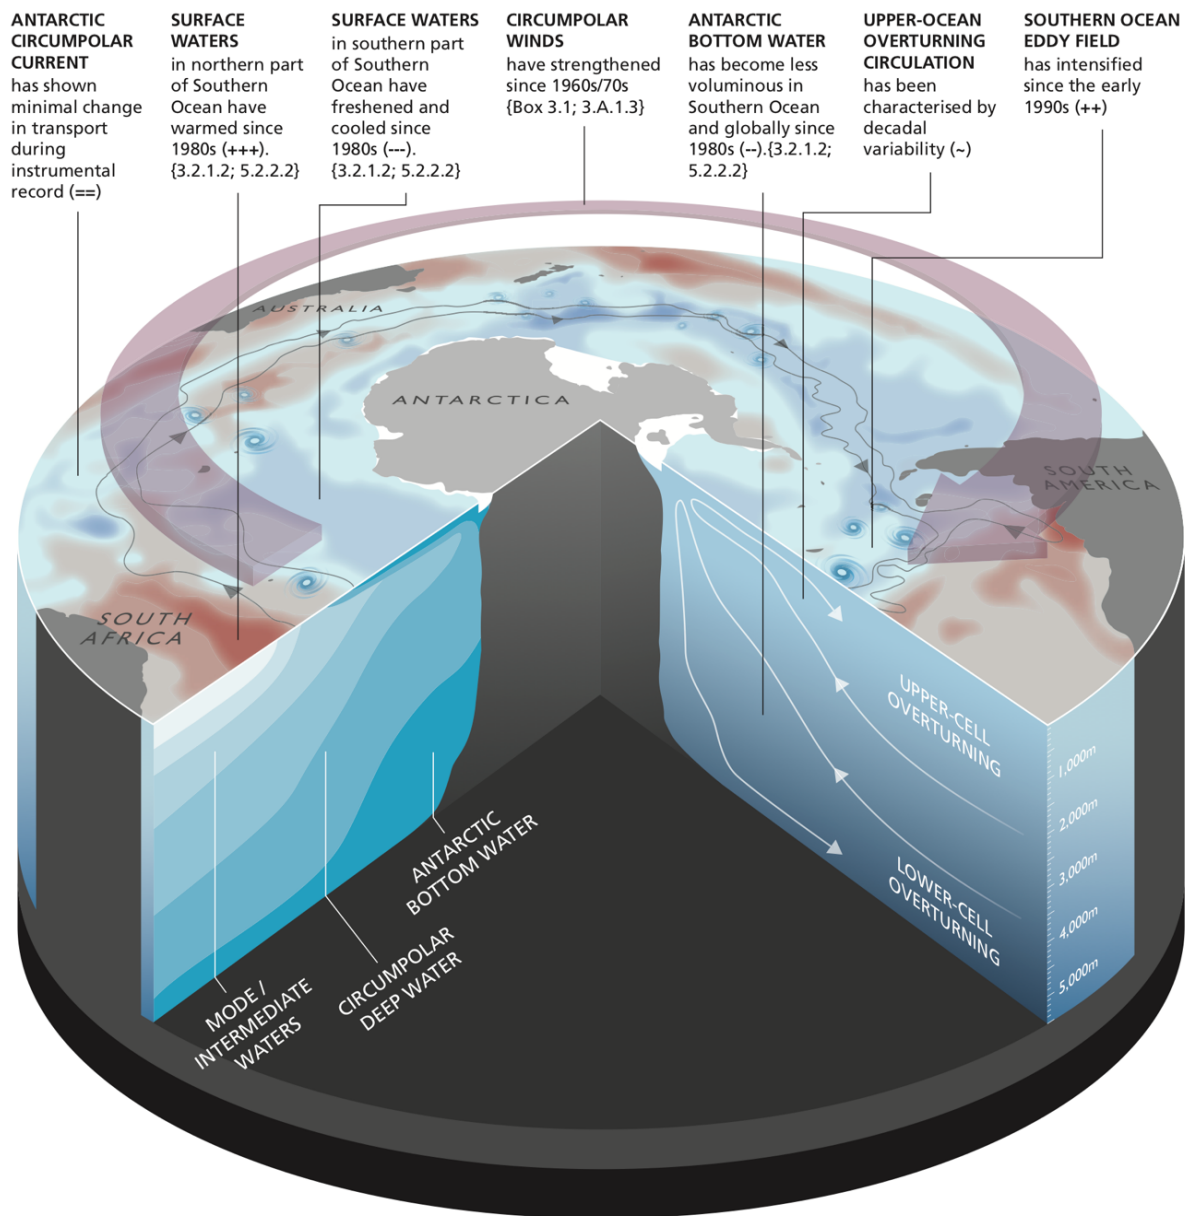 ANTARCTIC
CIRCUMPOLAR
CURRENT
has shown
minimal change
in transport
during
instrumental
record (==)
SURFACE
WATERS
in northern part
of Southern
Ocean have
warmed since
1980s (+++).
{3.2.1.2; 5.2.2.2}
SURFACE WATERS
in southern part
of Southern
Ocean have
freshened and
cooled since
1980s (---).
{3.2.1.2; 5.2.2.2}
CIRCUMPOLAR
WINDS
have strengthened
since 1960s/70s
{Box 3.1; 3.A.1.3}
ANTARCTIC
BOTTOM WATER
has become less
voluminous in
Southern Ocean
and globally since
1980s (--).{3.2.1.2;
5.2.2.2}
UPPER-OCEAN
OVERTURNING
CIRCULATION
has been
characterised by
decadal
variability (~)
SOUTHERN OCEAN
EDDY FIELD
has intensified
since the early
1990s (++)
AUSTRALIA
ANTARCTICA
SOUTH
AMERICA
SOUTH
AFRICA
UPPER-CELL
OVERTURNING
1,000m
2,000m
3,000m
4,000m
5,000m
LOWER-CELL
OVERTURNING
ANTARCTIC
BOTTOM WATER
CIRCUMPOLAR
DEEP WATER
MODE /
INTERMEDIATE
WATERS